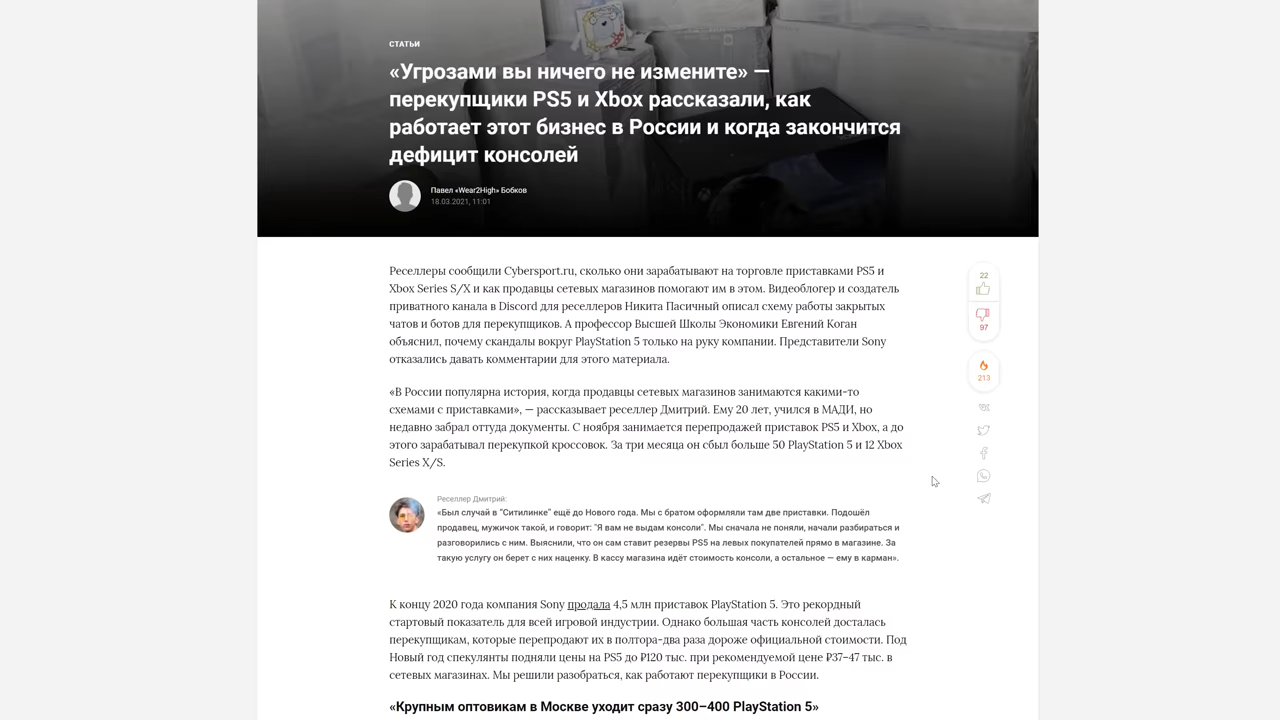 СТАТЬИ
«Угрозами вы ничего не измените» —
перекупщики PS5 и Xbox рассказали, как
работает этот бизнес в России и когда закончится
дефицит консолей
Павел «Wear2High» Бобков
18.03.2021, 11:01
Реселлеры сообщили Cybersport.ru, сколько они зарабатывают на торговле приставками PS5 и
Xbox Series S/X и как продавцы сетевых магазинов помогают им в этом. Видеоблогер и создатель
приватного канала в Discord для реселлеров Никита Пасичный описал схему работы закрытых
чатов и ботов для перекупщиков. А профессор Высшей Школы Экономики Евгений Коган
объяснил, почему скандалы вокруг PlayStation 5 только на руку компании. Представители Sony
отказались давать комментарии для этого материала.
22
97
213
«В России популярна история, когда продавцы сетевых магазинов занимаются какими-то
схемами с приставками», — рассказывает реселлер Дмитрий. Ему 20 лет, учился в МАДИ, но
недавно забрал оттуда документы. С ноября занимается перепродажей приставок PS5 и Xbox, а до
этого зарабатывал перекупкой кроссовок. За три месяца он сбыл больше 50 PlayStation 5 и 12 Xbox
Series X/S.
Реселлер Дмитрий:
«Был случай в "Ситилинке" ещё до Нового года. Мы с братом оформляли там две приставки. Подошёл
продавец, мужичок такой, и говорит: "Я вам не выдам консоли". Мы сначала не поняли, начали разбираться и
разговорились с ним. Выяснили, что он сам ставит резервы PS5 на левых покупателей прямо в магазине. За
такую услугу он берет с них наценку. В кассу магазина идёт стоимость консоли, а остальное — ему в карман».
К концу 2020 года компания Sony продала 4,5 млн приставок PlayStation 5. Это рекордный
стартовый показатель для всей игровой индустрии. Однако большая часть консолей досталась
перекупщикам, которые перепродают их в полтора-два раза дороже официальной стоимости. Под
Новый год спекулянты подняли цены на PS5 до ₽120 тыс. при рекомендуемой цене ₽37–47 тыс. в
сетевых магазинах. Мы решили разобраться, как работают перекупщики в России.
«Крупным оптовикам в Москве уходит сразу 300–400 PlayStation 5»